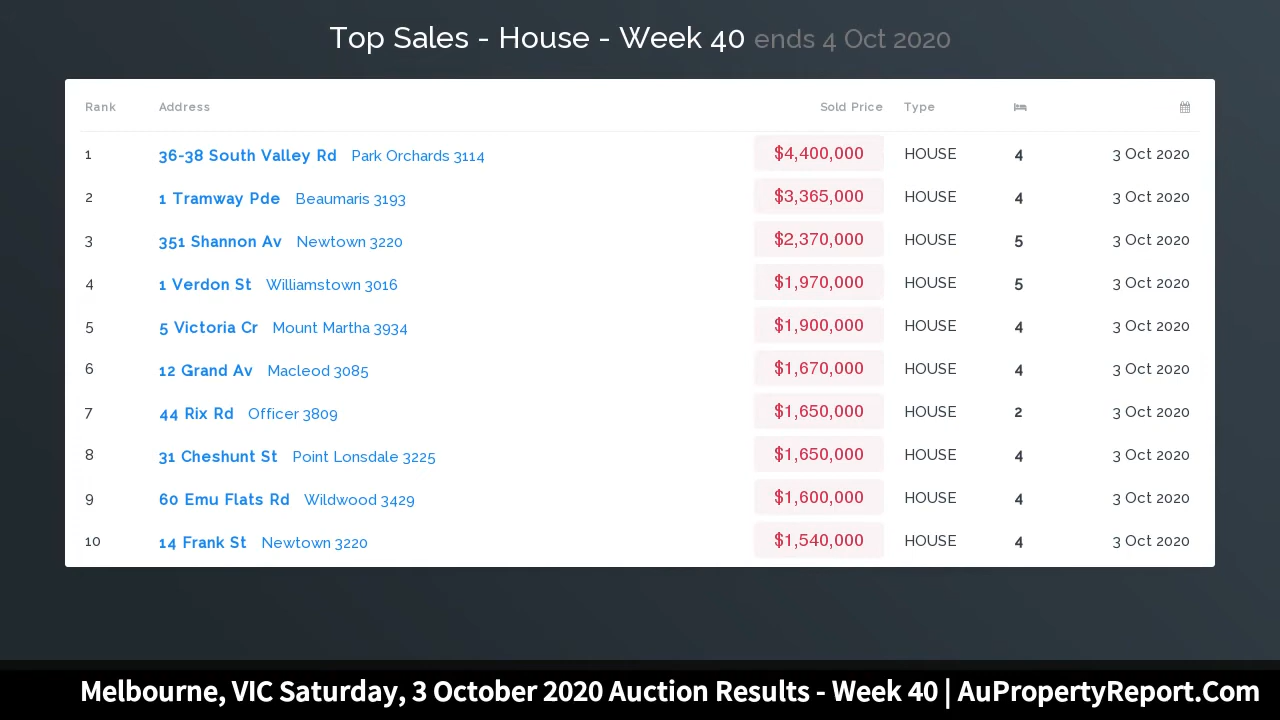 Top Sales - House - Week 40 ends 4 Oct 2020
Rank Address Sold Price Type
1 36-38 South Valley Rd Park Orchards 3114 $4,400,000 HOUSE 4 3 Oct 2020
2 1 Tramway Pde Beaumaris 3193 $3,365,000 HOUSE 4 3 Oct 2020
3 351 Shannon Av Newtown 3220 $2,370,000 HOUSE 5 3 Oct 2020
4 1 Verdon St Williamstown 3016 $1,970,000 HOUSE 5 3 Oct 2020
5 5 Victoria Cr Mount Martha 3934 $1,900,000 HOUSE 4 3 Oct 2020
6 12 Grand Av Macleod 3085 $1,670,000 HOUSE 4 3 Oct 2020
7 44 Rix Rd Officer 3809 $1,650,000 HOUSE 2 3 Oct 2020
8 31 Cheshunt St Point Lonsdale 3225 $1,650,000 HOUSE 4 3 Oct 2020
9 60 Emu Flats Rd Wildwood 3429 $1,600,000 HOUSE 4 3 Oct 2020
10 14 Frank St Newtown 3220 $1,540,000 HOUSE 4 3 Oct 2020
Melbourne, VIC Saturday, 3 October 2020 Auction Results - Week 40 | AuPropertyReport.Com